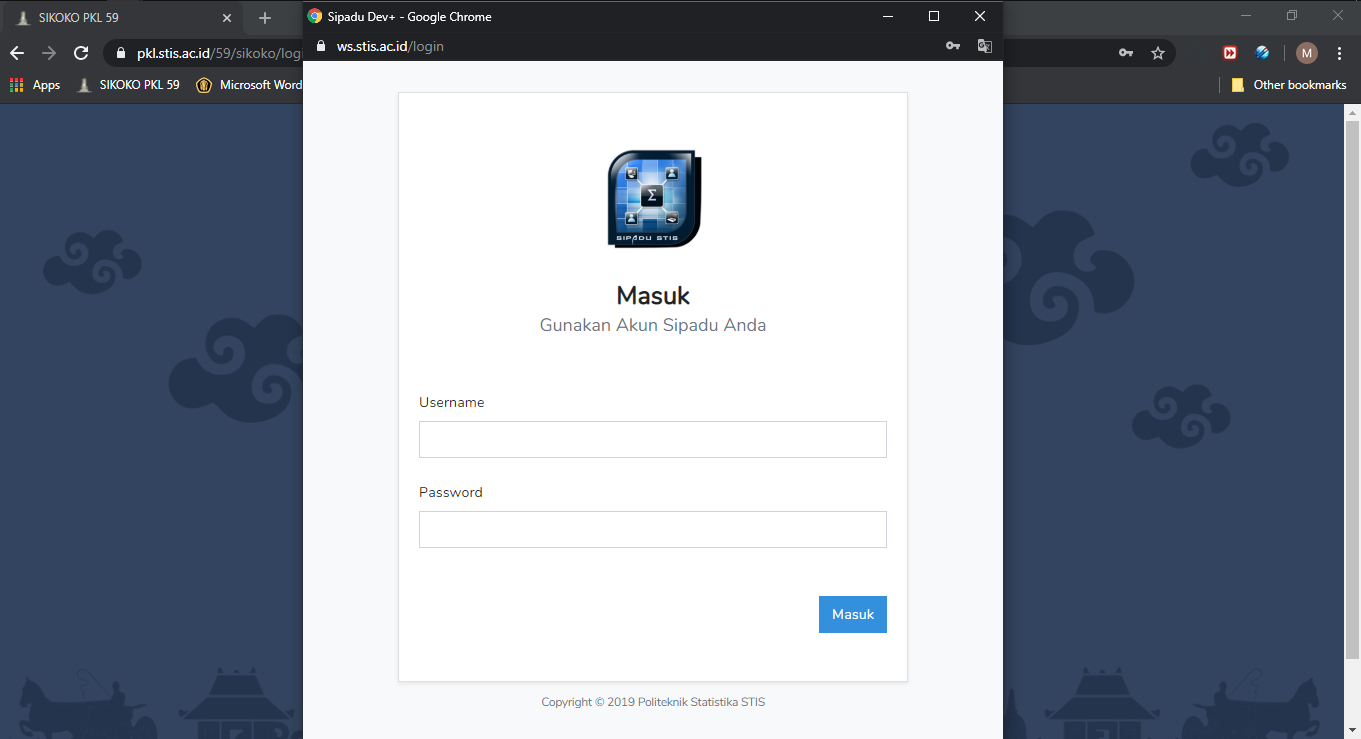 SIKOKO PKL 59
Sipadu Dev+ - Google Chrome
ws.stis.ac.id/login
pkl.stis.ac.id/59/sikoko/log
M
Apps
SIKOKO PKL 59
Microsoft Word
Other bookmarks
Σ
SIPADU STIS
Masuk
Gunakan Akun Sipadu Anda
Username
Password
Masuk
Copyright © 2019 Politeknik Statistika STIS